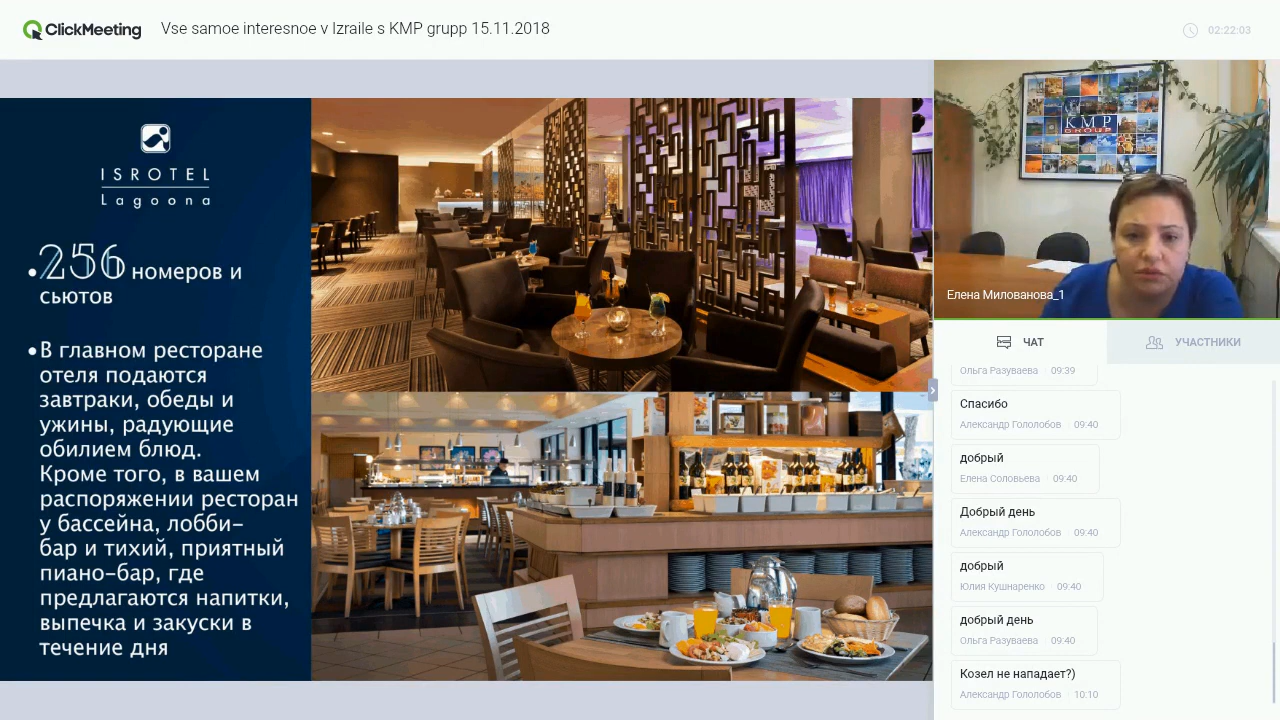 ClickMeeting
Vse samoe interesnoe v Izraile s KMP grupp 15.11.2018
02:22:03
ISROTEL
Lagoona
•256 номеров и
сьютов
•В главном ресторане
отеля подаются
завтраки, обеды и
ужины, радующие
обилием блюд.
Кроме того, в вашем
распоряжении ресторан
у бассейна, лобби–
бар и тихий, приятный
пиано–бар, где
предлагаются напитки,
выпечка и закуски в
течение дня
KMP
GROUP
Елена Милованова_1
ЧАТ
УЧАСТНИКИ
Ольга Разуваева 09:39
Спасибо
Александр Гололобов 09:40
добрый
Елена Соловьева 09:40
Добрый день
Александр Гололобов 09:40
добрый
Юлия Кушнаренко 09:40
добрый день
Ольга Разуваева 09:40
Козел не нападает?)
Александр Гололобов 10:10